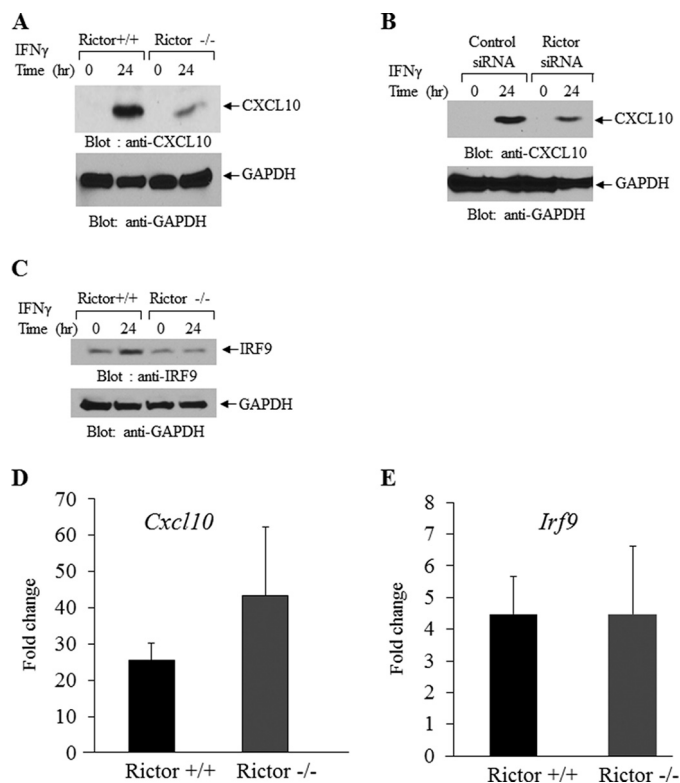 A
IFNγ
Rictor+/+ Rictor -/-
Time (hr) 0 24 0 24
CXCL10
Blot : anti-CXCL10
GAPDH
Blot: anti-GAPDH
B
IFNγ
Control siRNA
Rictor siRNA
Time (hr) 0 24 0 24
CXCL10
Blot: anti-CXCL10
GAPDH
Blot: anti-GAPDH
C
IFNγ
Rictor+/+ Rictor -/-
Time (hr) 0 24 0 24
IRF9
Blot : anti-IRF9
GAPDH
Blot: anti-GAPDH
D
Cxcl10
Fold change
70
60
50
40
30
20
10
0
Rictor +/+ Rictor -/-
E
Irf9
Fold change
8
7
6
5
4
3
2
1
0
Rictor +/+ Rictor -/-